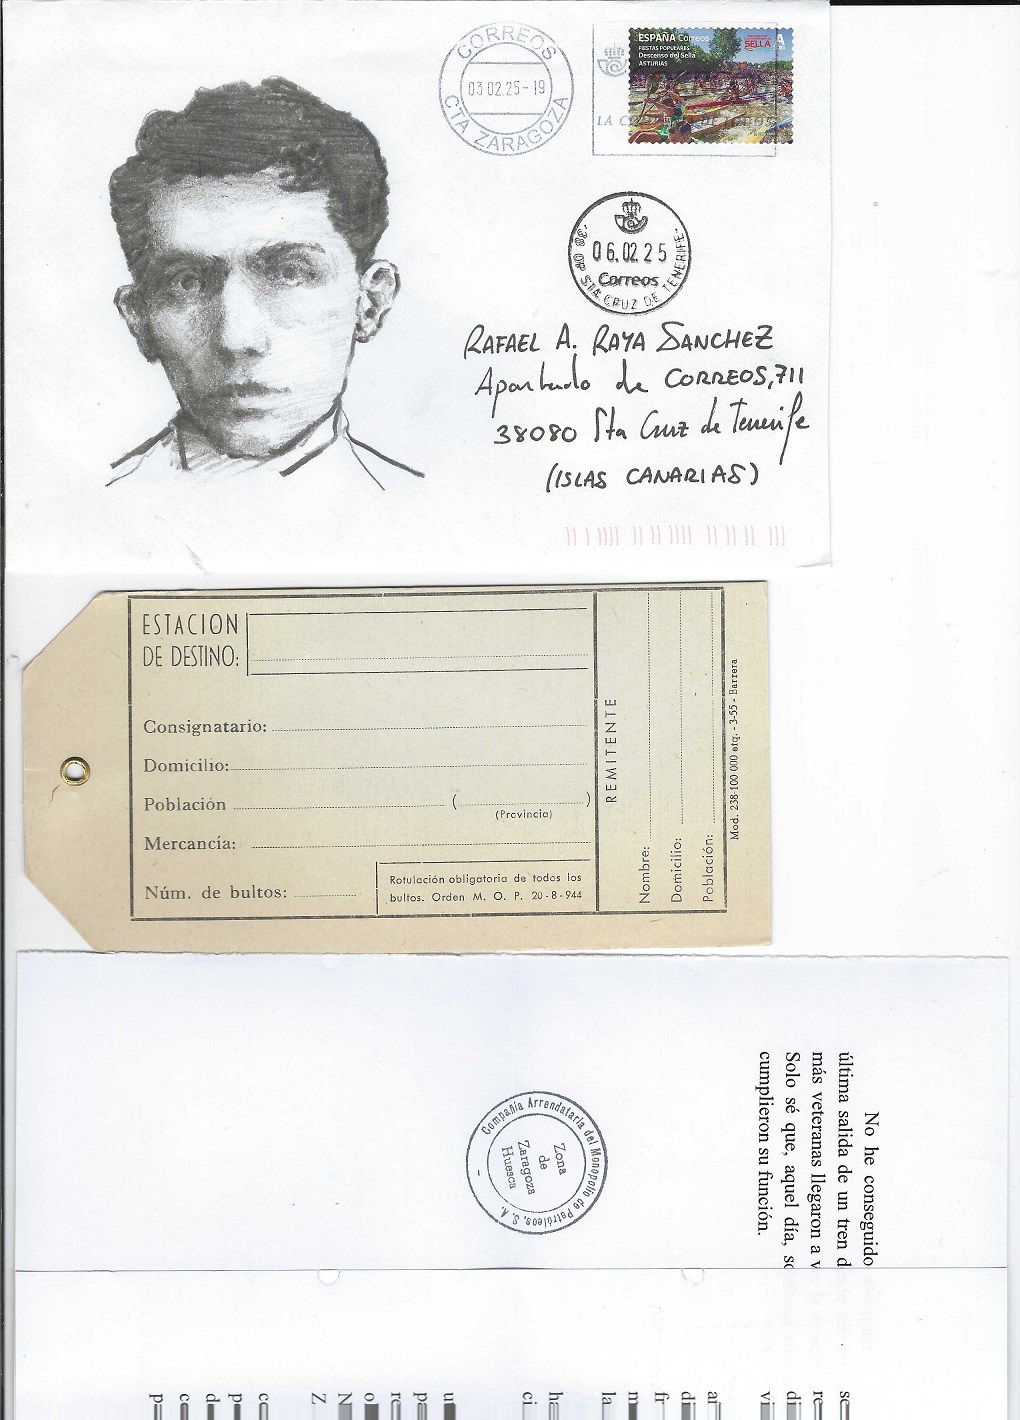 CORREOS
03 02.25-19
CTA ZARAGOZA
ESPAÑA Correos
FIESTAS POPULARES
Descenso del Sella
ASTURIAS
SELLA
A
06.02.25
Correos
38 OP STA. CRUZ DE TENERIFE
RAFAEL A. RAYA SANCHEZ
Apartado de CORREOS, 711
38080 Sta Cruz de Tenerife
(ISLAS CANARIAS)
ESTACION
DE DESTINO:
Consignatario:
Domicilio:
Población ( )
(Provincia)
Mercancía:
Núm. de bultos:
Rotulación obligatoria de todos los
bultos. Orden M. O. P. 20-8-944
REMITENTE
Nombre:
Domicilio:
Población:
Mod. 238-100 000 etq. - 3-55 - Barrera
Compañía Arrendataria del Monopolio de Petróleos, S. A.
Zona
de
Zaragoza
Huesca
No he conseguido
última salida de un tren d
más veteranas llegaron a v
Solo sé que, aquel día, so
cumplieron su función.